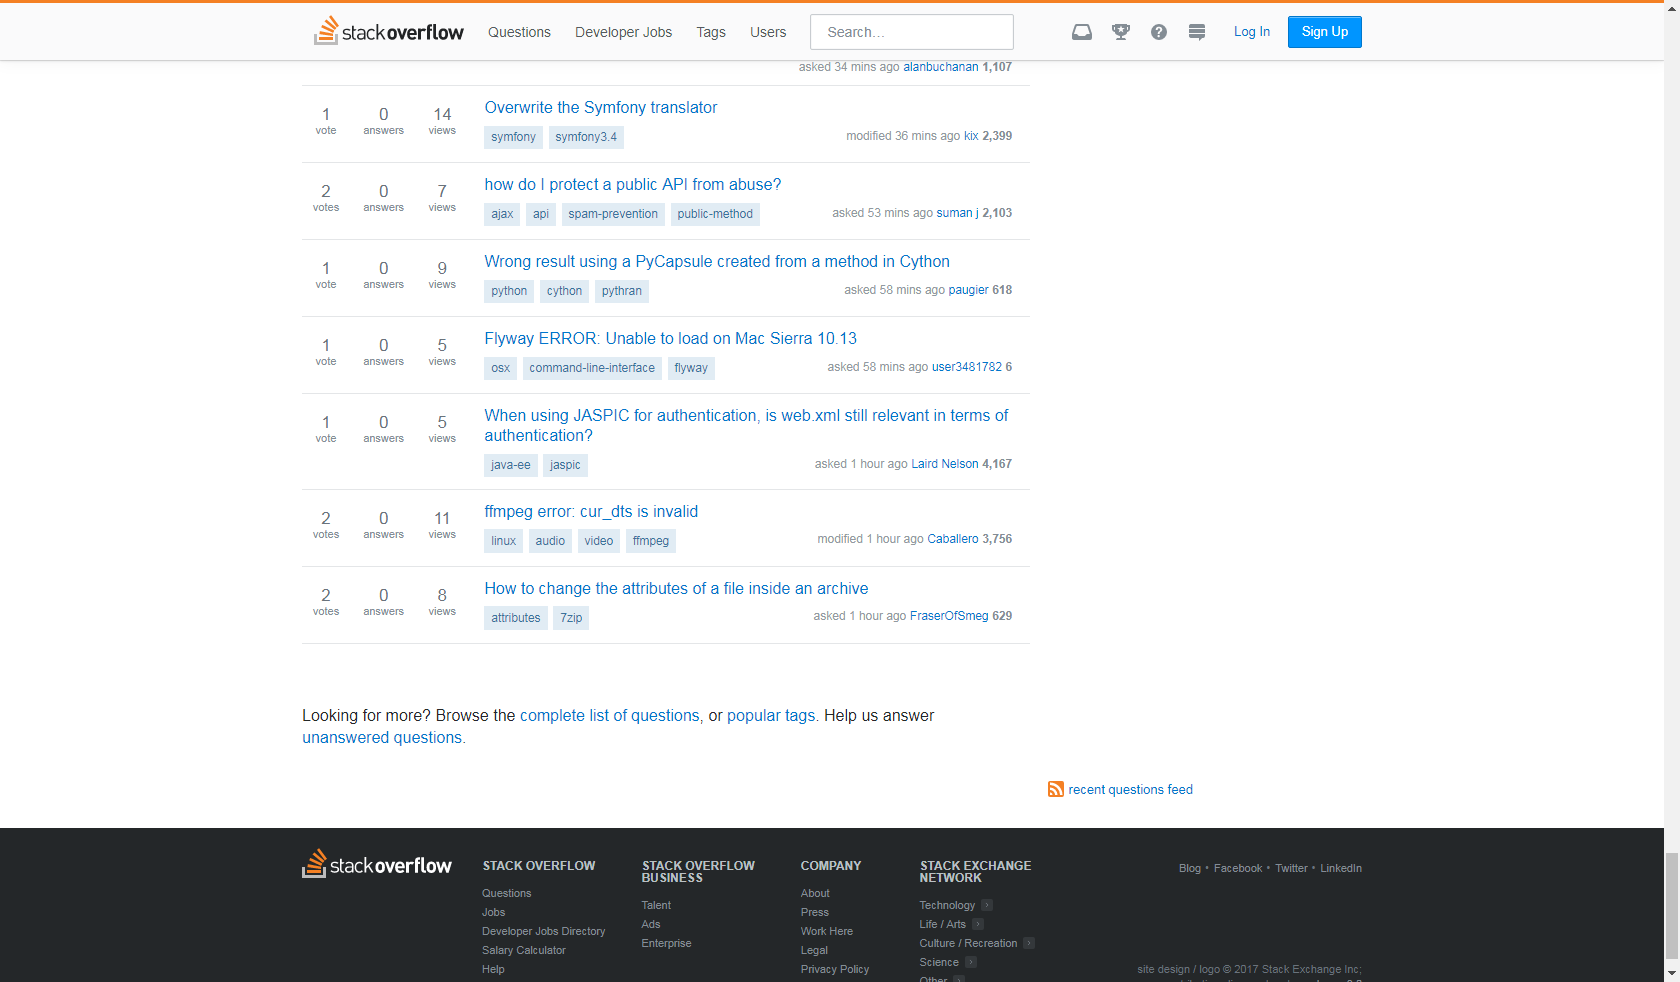 stackoverflow Questions Developer Jobs Tags Users Search... Log In Sign Up
asked 34 mins ago alanbuchanan 1,107
1 0 14 Overwrite the Symfony translator
vote answers views
symfony symfony3.4 modified 36 mins ago kix 2,399
2 0 7 how do I protect a public API from abuse?
votes answers views
ajax api spam-prevention public-method asked 53 mins ago suman j 2,103
1 0 9 Wrong result using a PyCapsule created from a method in Cython
vote answers views
python cython pythran asked 58 mins ago paugier 618
1 0 5 Flyway ERROR: Unable to load on Mac Sierra 10.13
vote answers views
osx command-line-interface flyway asked 58 mins ago user3481782 6
1 0 5 When using JASPIC for authentication, is web.xml still relevant in terms of
vote answers views authentication?
java-ee jaspic asked 1 hour ago Laird Nelson 4,167
2 0 11 ffmpeg error: cur_dts is invalid
votes answers views
linux audio video ffmpeg modified 1 hour ago Caballero 3,756
2 0 8 How to change the attributes of a file inside an archive
votes answers views
attributes 7zip asked 1 hour ago FraserOfSmeg 629
Looking for more? Browse the complete list of questions, or popular tags. Help us answer
unanswered questions.
recent questions feed
stackoverflow
STACK OVERFLOW
Questions
Jobs
Developer Jobs Directory
Salary Calculator
Help
STACK OVERFLOW
BUSINESS
Talent
Ads
Enterprise
COMPANY
About
Press
Work Here
Legal
Privacy Policy
STACK EXCHANGE
NETWORK
Technology
Life / Arts
Culture / Recreation
Science
Other
Blog • Facebook • Twitter • LinkedIn
site design / logo © 2017 Stack Exchange Inc;